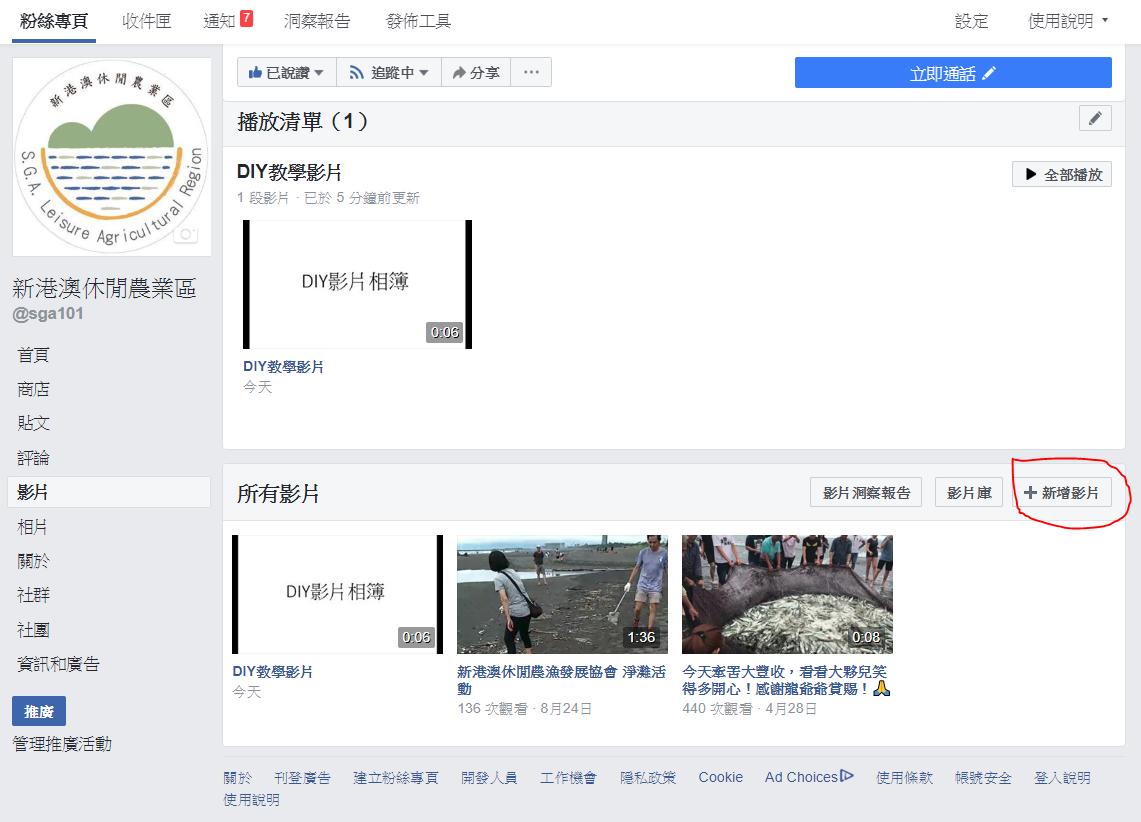 粉絲專頁 收件匣 通知 7 洞察報告 發佈工具 設定 使用說明
新港澳休閒農業區
S.G.A. Leisure Agricultural Region
已說讚 追蹤中 分享 ... 立即通話
播放清單（1）
DIY教學影片 全部播放
1 段影片 · 已於 5 分鐘前更新
DIY影片相簿
0:06
DIY教學影片
今天
新港澳休閒農業區
@sga101
首頁
商店
貼文
評論
影片
相片
關於
社群
社團
資訊和廣告
推廣
管理推廣活動
所有影片 影片洞察報告 影片庫 + 新增影片
DIY影片相簿
0:06 1:36 0:08
DIY教學影片
今天
新港澳休閒農漁發展協會 淨灘活
動
136 次觀看 · 8月24日
今天牽罟大豐收，看看大夥兒笑
得多開心！感謝龍爺爺賞賜！🙏
440 次觀看 · 4月28日
關於 刊登廣告 建立粉絲專頁 開發人員 工作機會 隱私政策 Cookie Ad Choices 使用條款 帳號安全 登入說明
使用說明